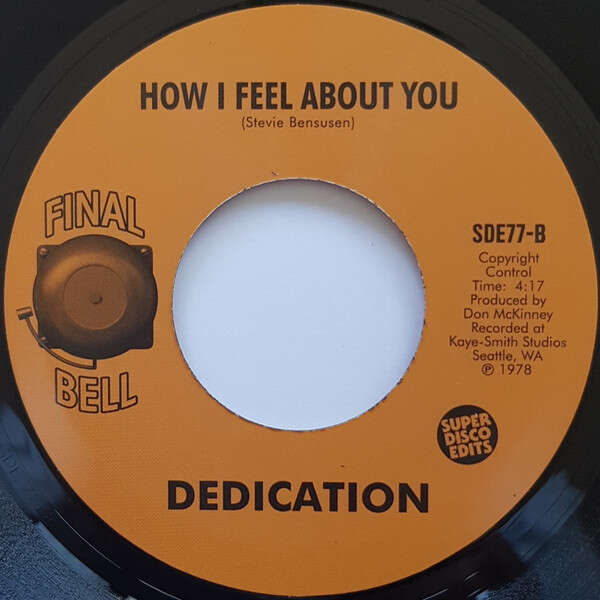 HOW I FEEL ABOUT YOU
(Stevie Bensusen)
FINAL
BELL
SDE77-B
Copyright
Control
Time: 4:17
Produced by
Don McKinney
Recorded at
Kaye-Smith Studios
Seattle, WA
℗ 1978
SUPER
DISCO
EDITS
DEDICATION